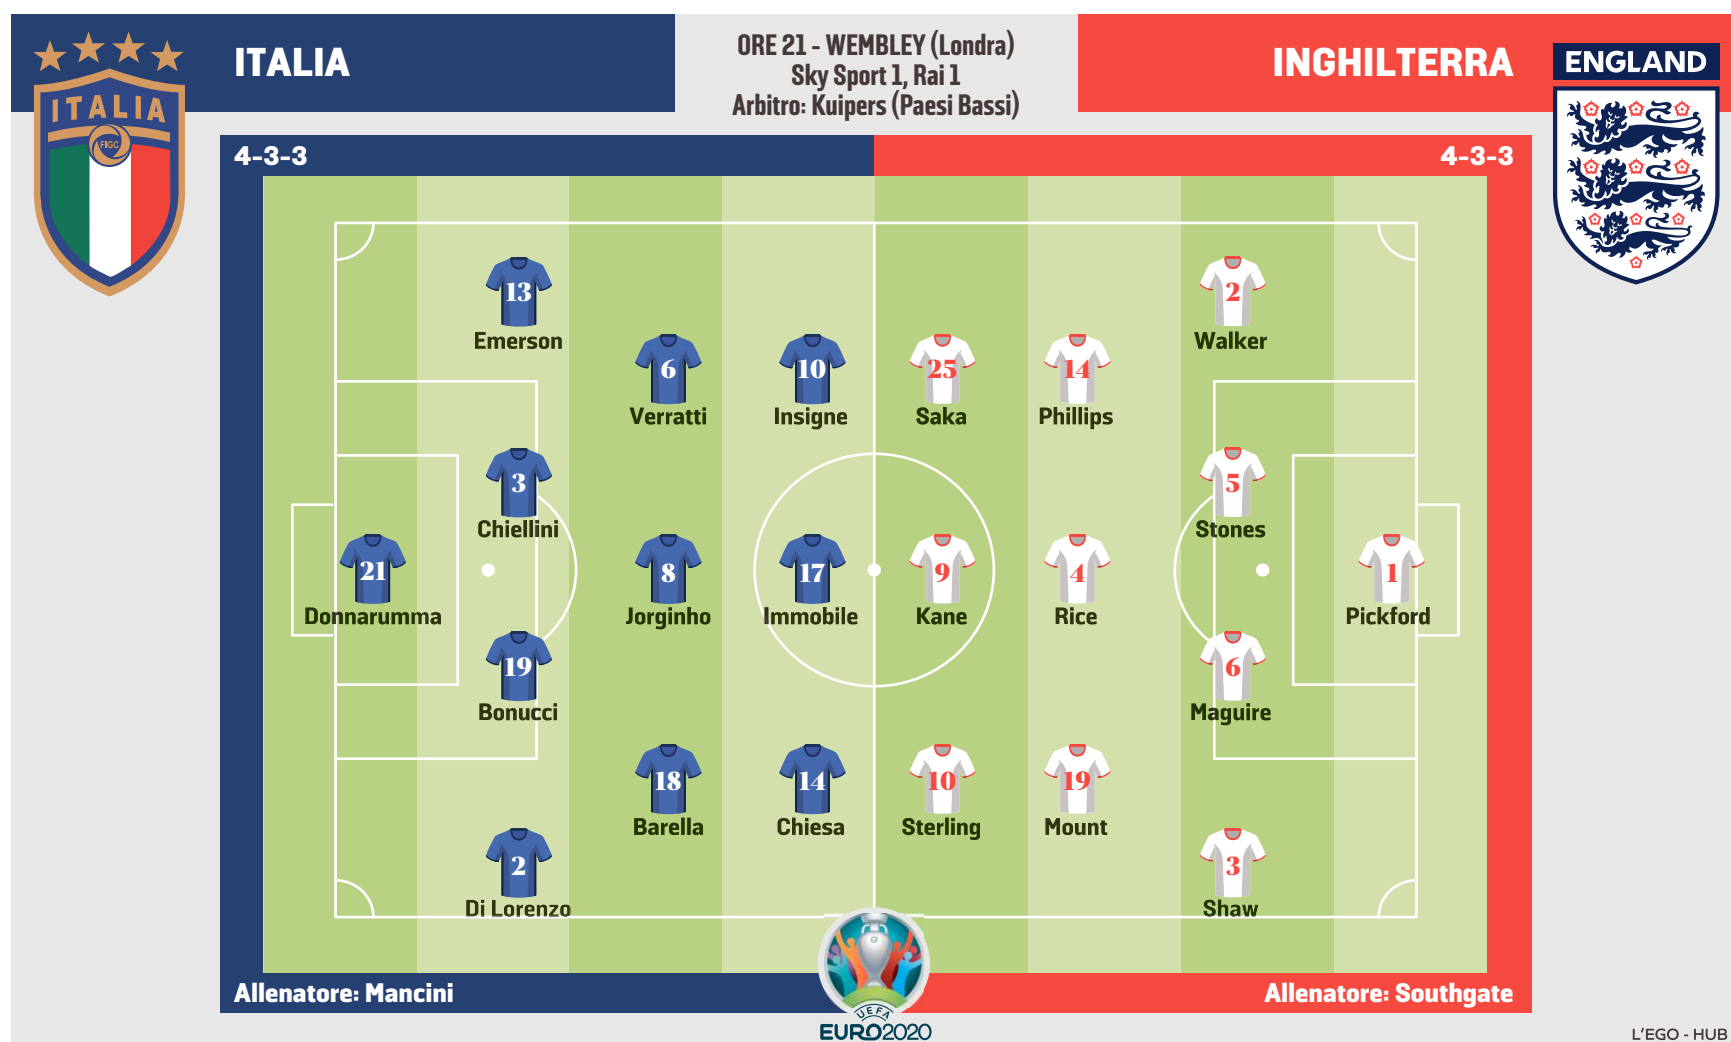 ITALIA
ORE 21 - WEMBLEY (Londra)
Sky Sport 1, Rai 1
Arbitro: Kuipers (Paesi Bassi)
INGHILTERRA
ENGLAND
ITALIA
FIGC
4-3-3
4-3-3
13
Emerson
2
Walker
6
Verratti
10
Insigne
25
Saka
14
Phillips
3
Chiellini
5
Stones
21
Donnarumma
8
Jorginho
17
Immobile
9
Kane
4
Rice
1
Pickford
19
Bonucci
6
Maguire
18
Barella
14
Chiesa
10
Sterling
19
Mount
2
Di Lorenzo
3
Shaw
Allenatore: Mancini
Allenatore: Southgate
UEFA
EURO2020
L'EGO - HUB